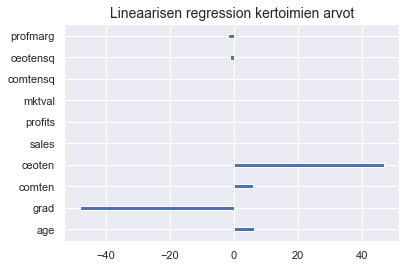 Lineaarisen regression kertoimien arvot
profmarg
ceotensq
comtensq
mktval
profits
sales
ceoten
comten
grad
age
−40 −20 0 20 40